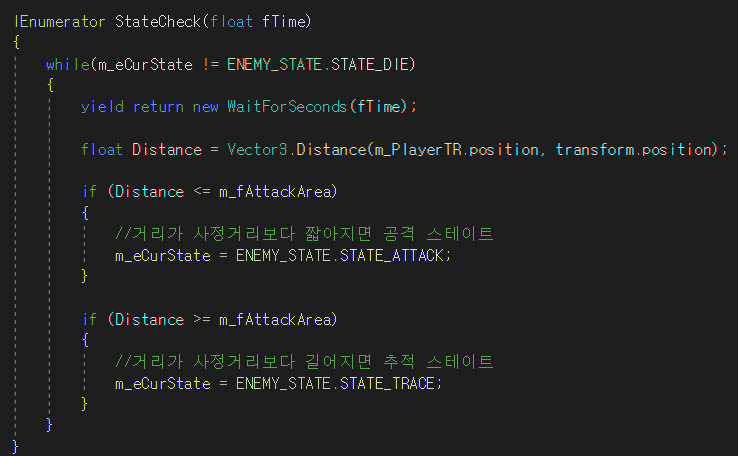 IEnumerator StateCheck(float fTime)
{
while(m_eCurState != ENEMY_STATE.STATE_DIE)
{
yield return new WaitForSeconds(fTime);
float Distance = Vector3.Distance(m_PlayerTR.position, transform.position);
if (Distance <= m_fAttackArea)
{
//거리가 사정거리보다 짧아지면 공격 스테이트
m_eCurState = ENEMY_STATE.STATE_ATTACK;
}
if (Distance >= m_fAttackArea)
{
//거리가 사정거리보다 길어지면 추적 스테이트
m_eCurState = ENEMY_STATE.STATE_TRACE;
}
}
}